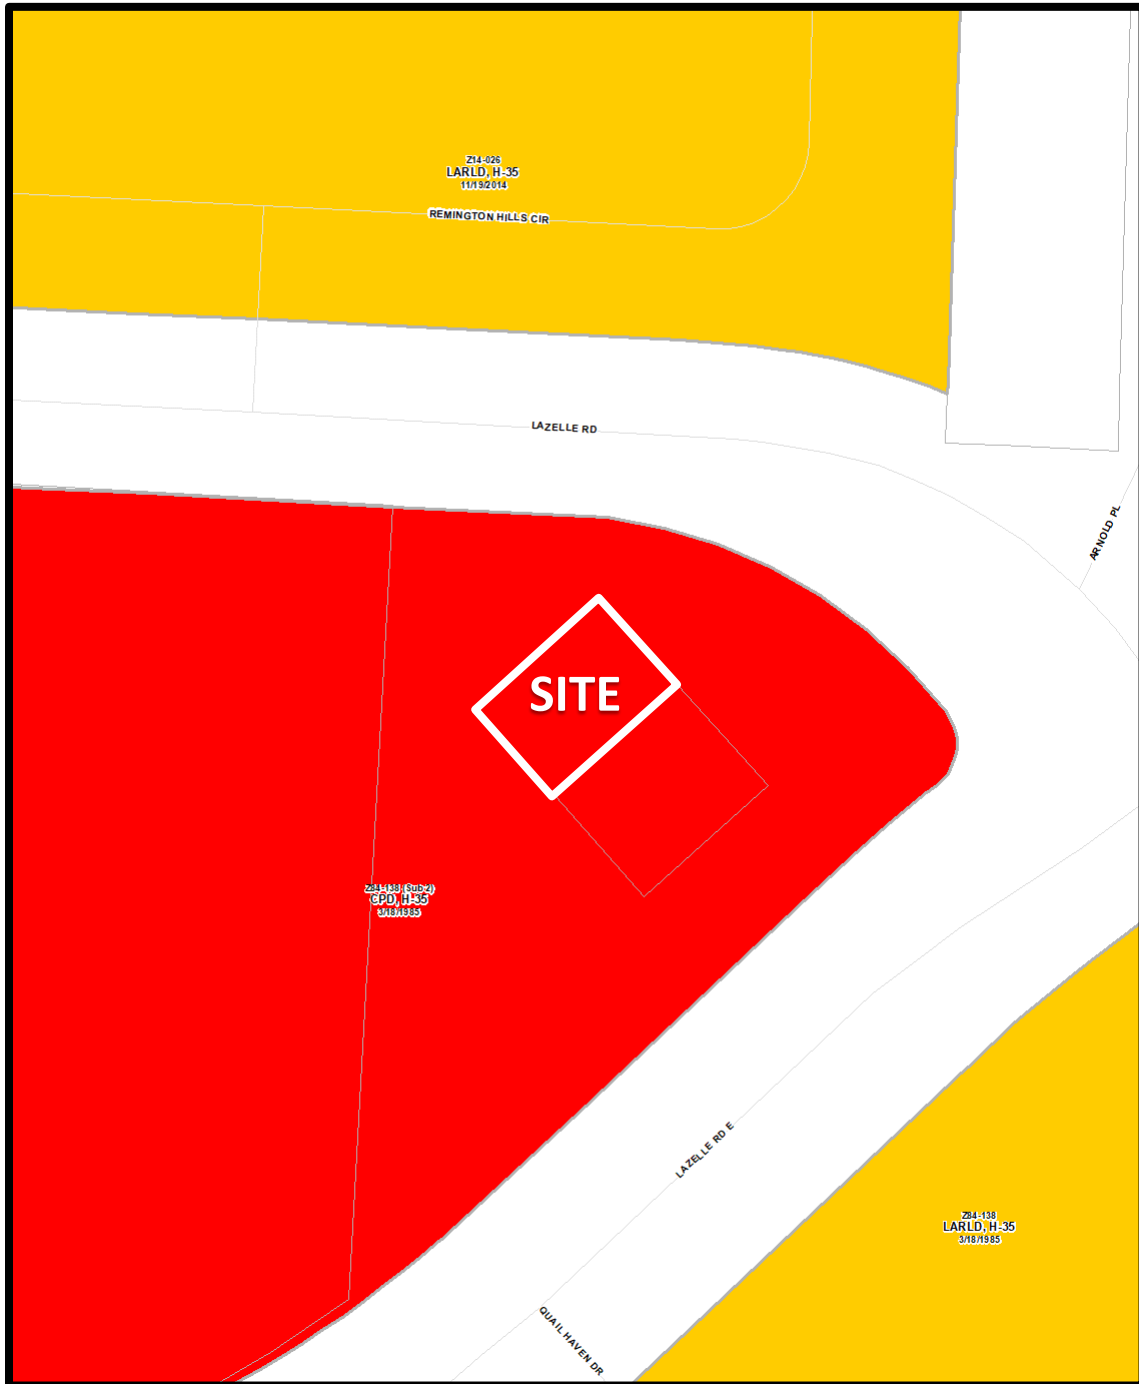 Z14-026
LARLD, H-35
11/19/2014
REMINGTON HILLS CIR
LAZELLE RD
ARNOLD PL
SITE
Z84-138 (Sub 2)
CPD, H-35
3/18/1985
LAZELLE RD E
Z84-138
LARLD, H-35
3/18/1985
QUAIL HAVEN DR